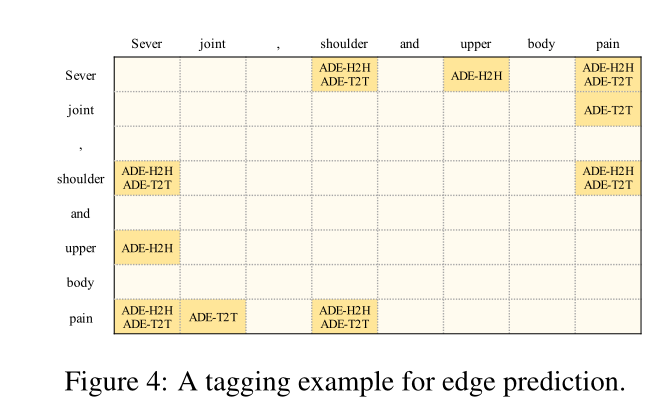 Sever joint , shoulder and upper body pain
Sever ADE-H2H ADE-H2H ADE-H2H
ADE-T2T ADE-T2T
joint ADE-T2T
,
shoulder ADE-H2H ADE-H2H
ADE-T2T ADE-T2T
and
upper ADE-H2H
body
pain ADE-H2H ADE-T2T ADE-H2H
ADE-T2T ADE-T2T
Figure 4: A tagging example for edge prediction.